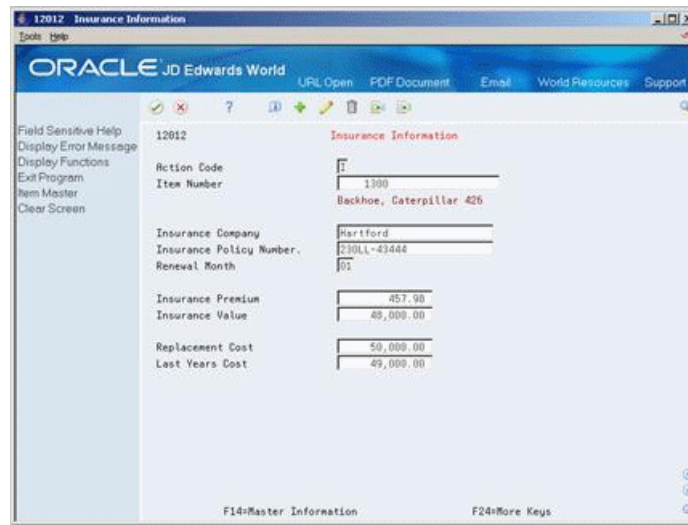 12012 Insurance Information
Tools Help
ORACLE JD Edwards World
URL Open PDF Document Email World Resources Support
?
Field Sensitive Help
Display Error Message
Display Functions
Exit Program
Item Master
Clear Screen
12012 Insurance Information
Action Code I
Item Number 1300
Backhoe, Caterpillar 426
Insurance Company Hartford
Insurance Policy Number. 230LL-43444
Renewal Month 01
Insurance Premium 457.90
Insurance Value 48,000.00
Replacement Cost 50,000.00
Last Years Cost 49,000.00
F14=Master Information F24=More Keys